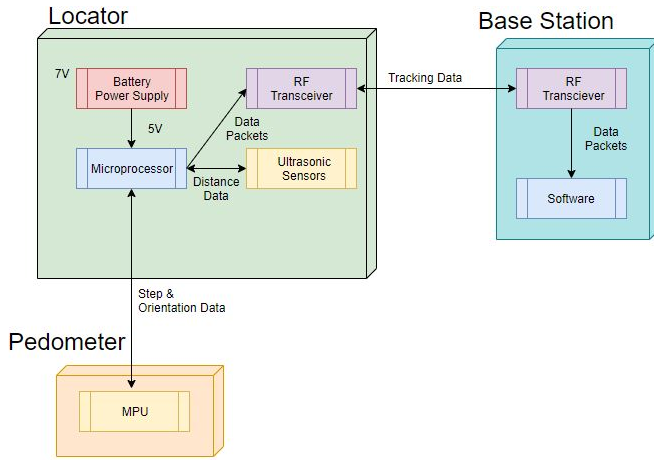 Locator
Base Station
7V
Battery
Power Supply
RF
Transceiver
Tracking Data
RF
Transciever
5V
Data
Packets
Data
Packets
Microprocessor
Ultrasonic
Sensors
Distance
Data
Software
Step &
Orientation Data
Pedometer
MPU